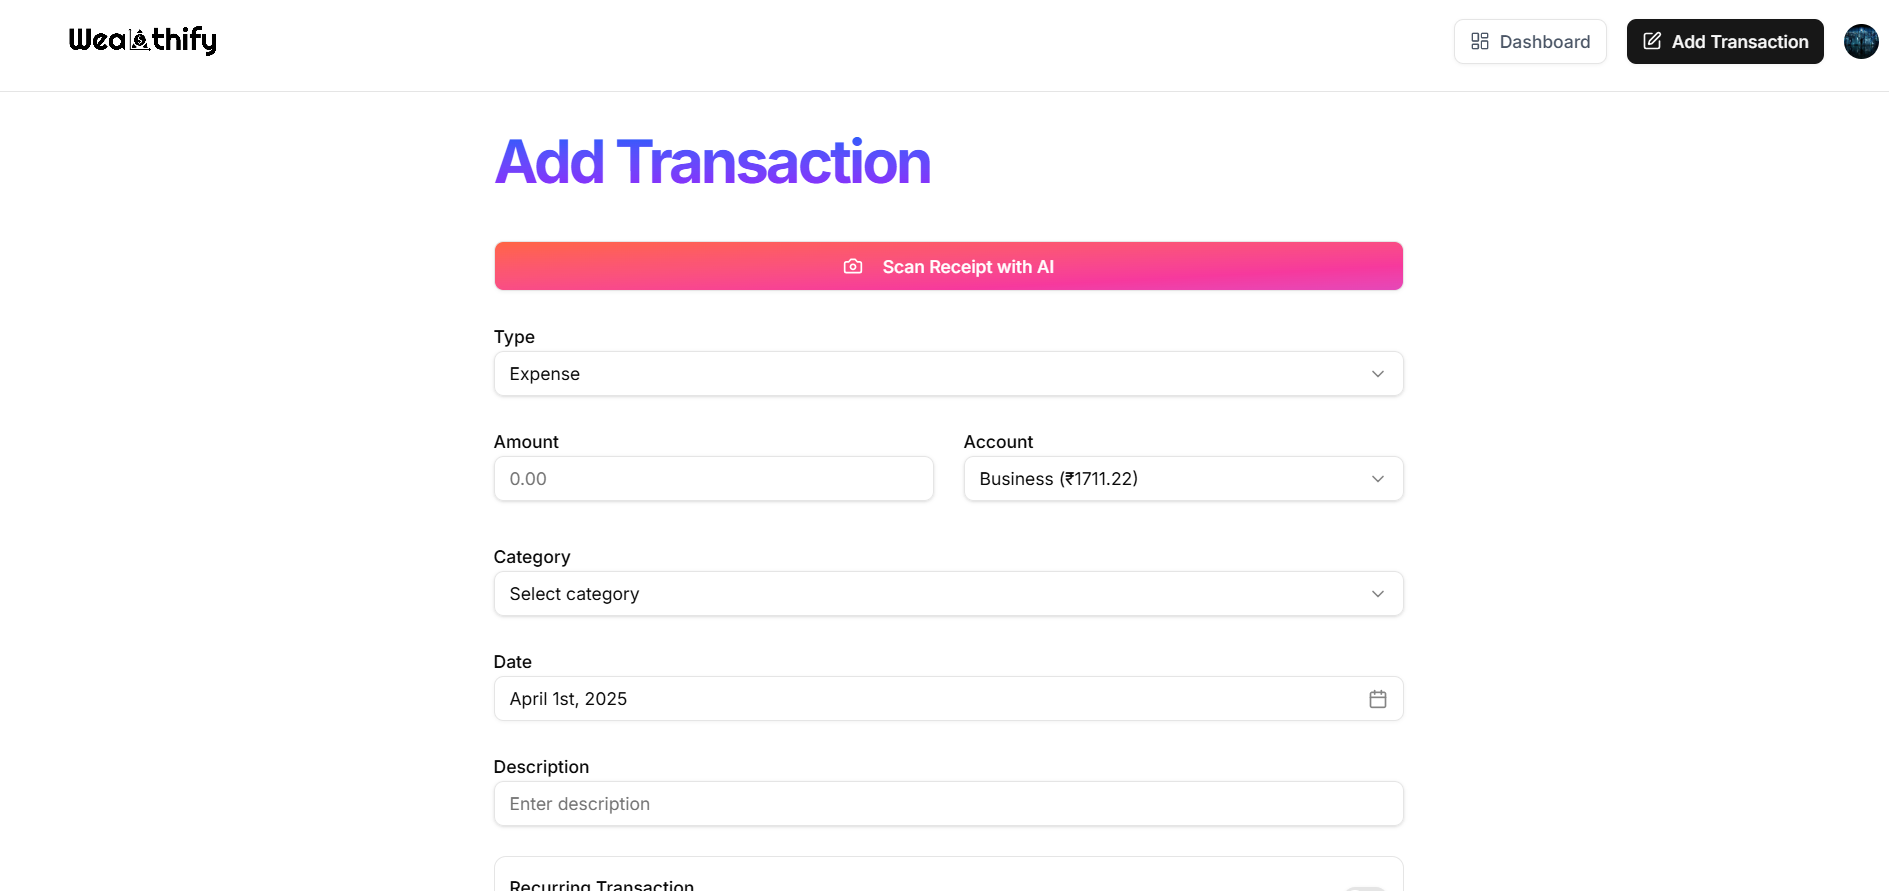 Wealthify
Dashboard
Add Transaction
Add Transaction
Scan Receipt with AI
Type
Expense
Amount
Account
0.00
Business (₹1711.22)
Category
Select category
Date
April 1st, 2025
Description
Enter description
Recurring Transaction